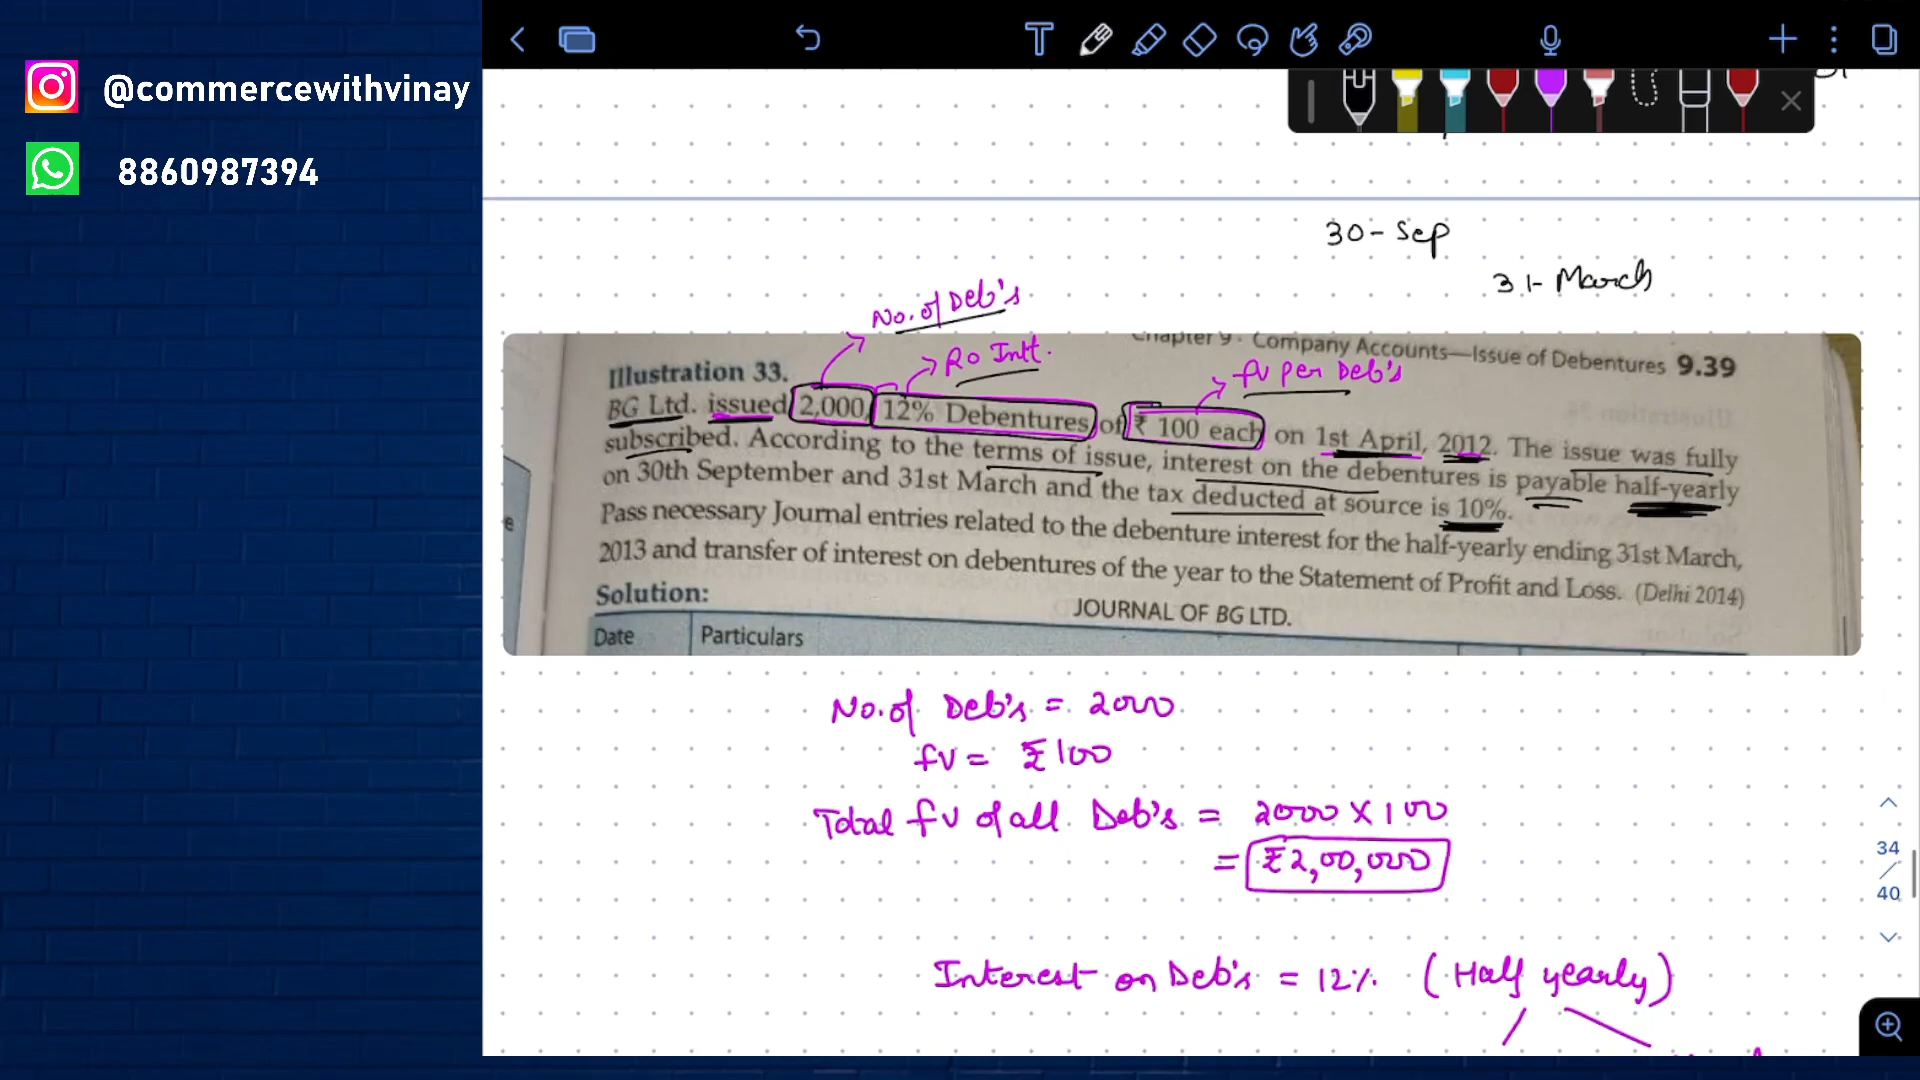 @commercewithvinay
8860987394
30- Sep
31- March
No. of Deb's
Ro Intt.
fv per Deb's
Chapter 9 · Company Accounts—Issue of Debentures 9.39
Illustration 33.
BG Ltd. issued 2,000, 12% Debentures of ₹ 100 each on 1st April, 2012. The issue was fully
subscribed. According to the terms of issue, interest on the debentures is payable half-yearly
on 30th September and 31st March and the tax deducted at source is 10%.
Pass necessary Journal entries related to the debenture interest for the half-yearly ending 31st March,
2013 and transfer of interest on debentures of the year to the Statement of Profit and Loss. (Delhi 2014)
Solution:
JOURNAL OF BG LTD.
Date Particulars
No. of Deb's = 2000
fv = ₹100
Total fv of all Deb's = 2000 X 100
= ₹2,00,000
Interest on Deb's = 12% (Half yearly)
34
40